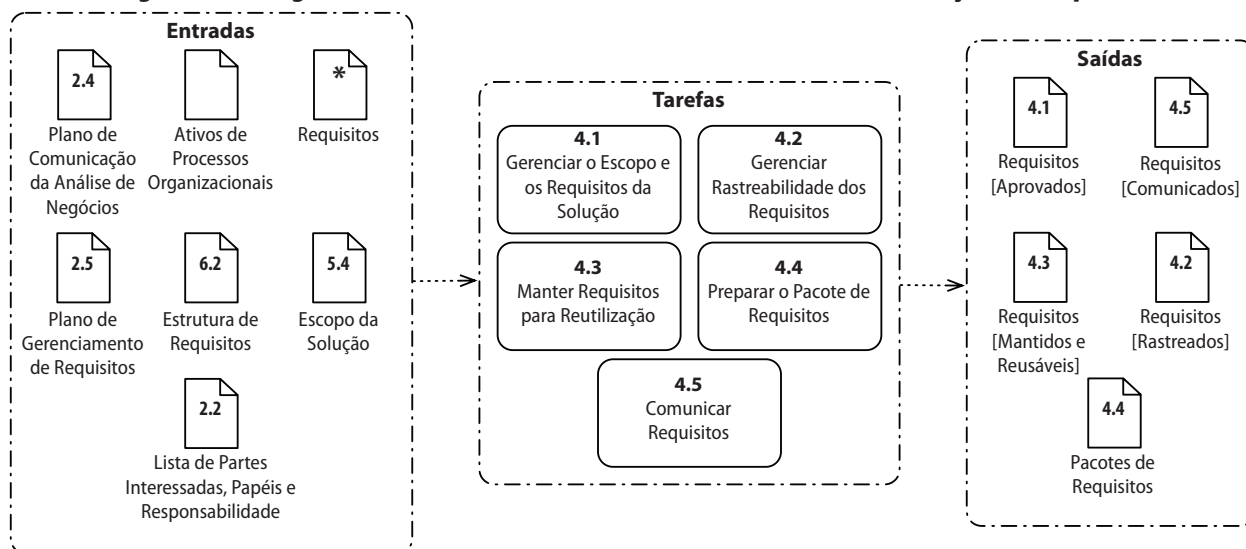 Entradas
2.4
Plano de
Comunicação
da Análise de
Negócios
Ativos de
Processos
Organizacionais
*
Requisitos
2.5
Plano de
Gerenciamento
de Requisitos
6.2
Estrutura de
Requisitos
5.4
Escopo da
Solução
2.2
Lista de Partes
Interessadas, Papéis e
Responsabilidade
Tarefas
4.1
Gerenciar o Escopo e
os Requisitos da
Solução
4.2
Gerenciar
Rastreabilidade dos
Requisitos
4.3
Manter Requisitos
para Reutilização
4.4
Preparar o Pacote de
Requisitos
4.5
Comunicar
Requisitos
Saídas
4.1
Requisitos
[Aprovados]
4.5
Requisitos
[Comunicados]
4.3
Requisitos
[Mantidos e
Reusáveis]
4.2
Requisitos
[Rastreados]
4.4
Pacotes de
Requisitos